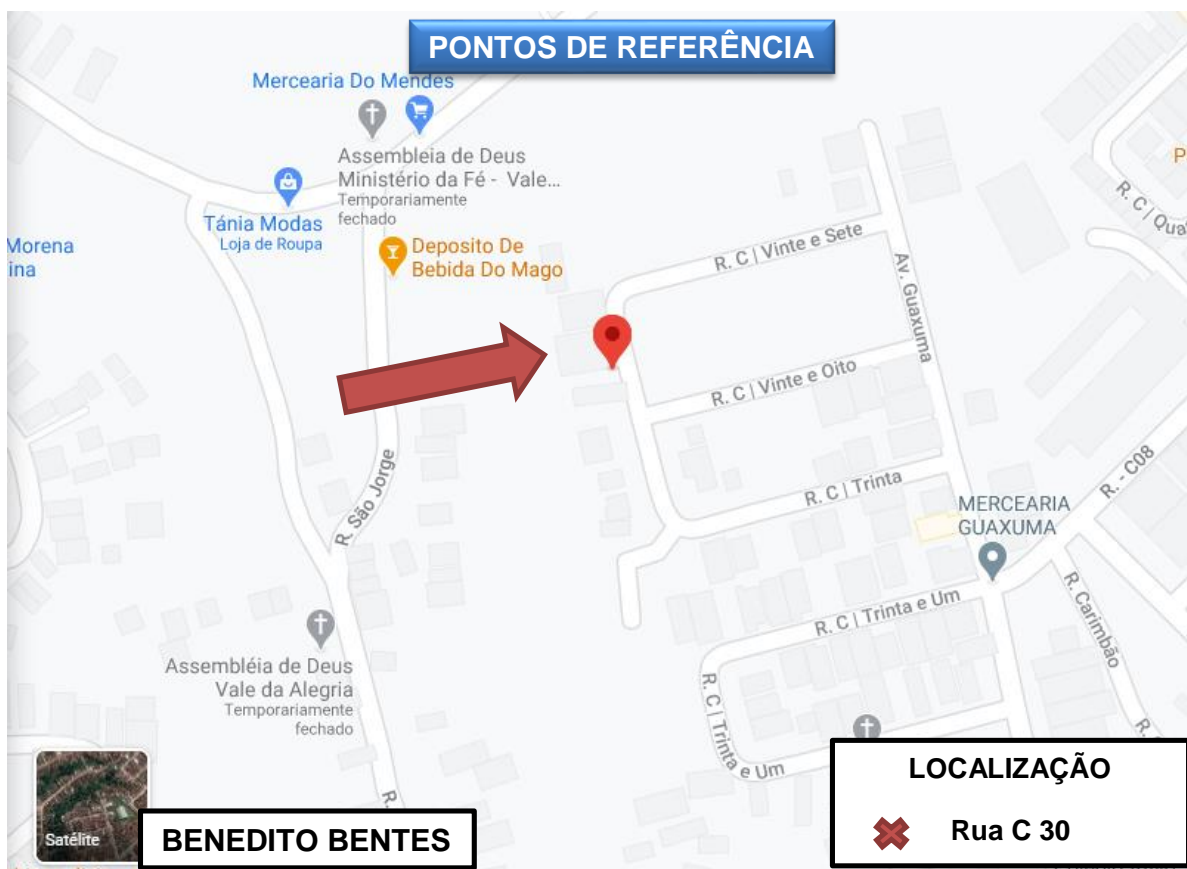 PONTOS DE REFERÊNCIA
Mercearia Do Mendes
Assembleia de Deus
Ministério da Fé - Vale...
Temporariamente
fechado
Tánia Modas
Loja de Roupa
Deposito De
Bebida Do Mago
Morena
ina
P
R. C | Qua
R. C | Vinte e Sete
Av. Guaxuma
R. C | Vinte e Oito
R. C | Trinta
R. - C08
MERCEARIA
GUAXUMA
R. São Jorge
R. C | Trinta e Um
R. Carimbão
Assembléia de Deus
Vale da Alegria
Temporariamente
fechado
R. C | Trinta e Um
R.
R.
Satélite
BENEDITO BENTES
LOCALIZAÇÃO
Rua C 30